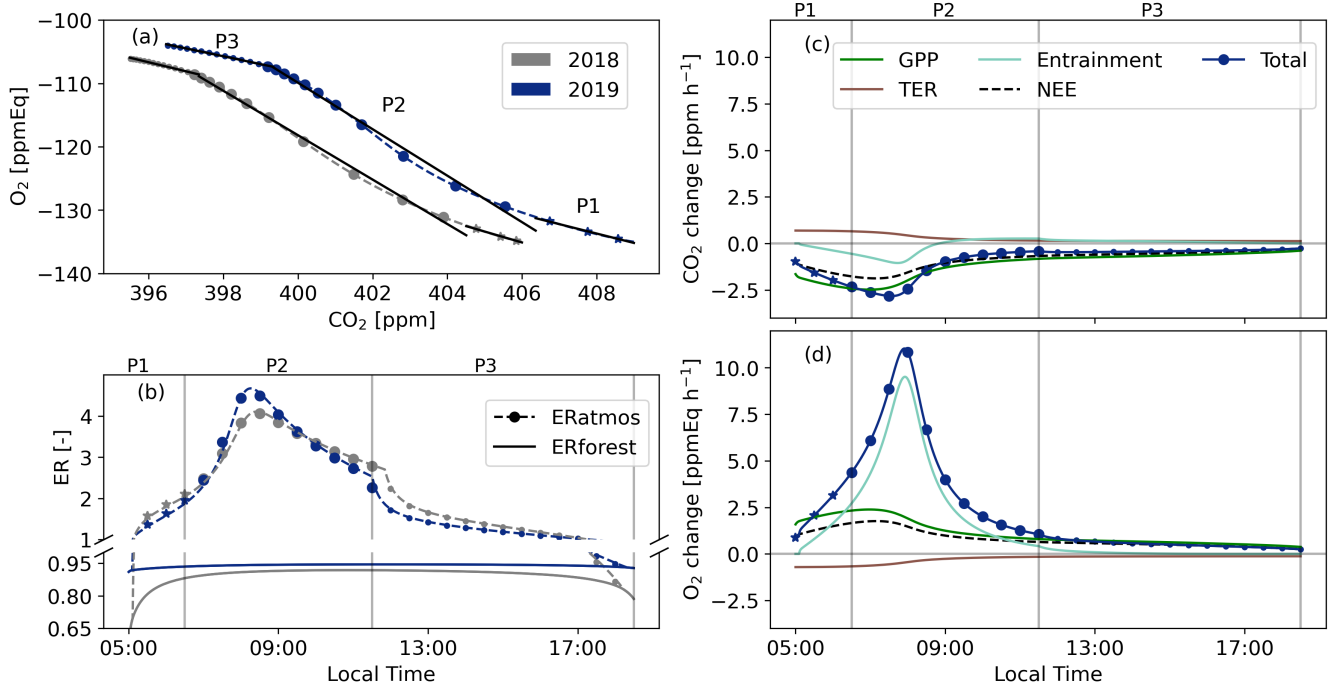 (a)
P3
P2
P1
2018
2019
O₂ [ppmEq]
−100
−110
−120
−130
−140
396
398
400
402
404
406
408
CO₂ [ppm]
P1
P2
P3
(b)
ERatmos
ERforest
ER [-]
4
3
2
1
0.95
0.80
0.65
05:00
09:00
13:00
17:00
Local Time
P1
P2
P3
(c)
GPP
TER
Entrainment
NEE
Total
CO₂ change [ppm h⁻¹]
10.0
7.5
5.0
2.5
0.0
−2.5
(d)
O₂ change [ppmEq h⁻¹]
10.0
7.5
5.0
2.5
0.0
−2.5
05:00
09:00
13:00
17:00
Local Time